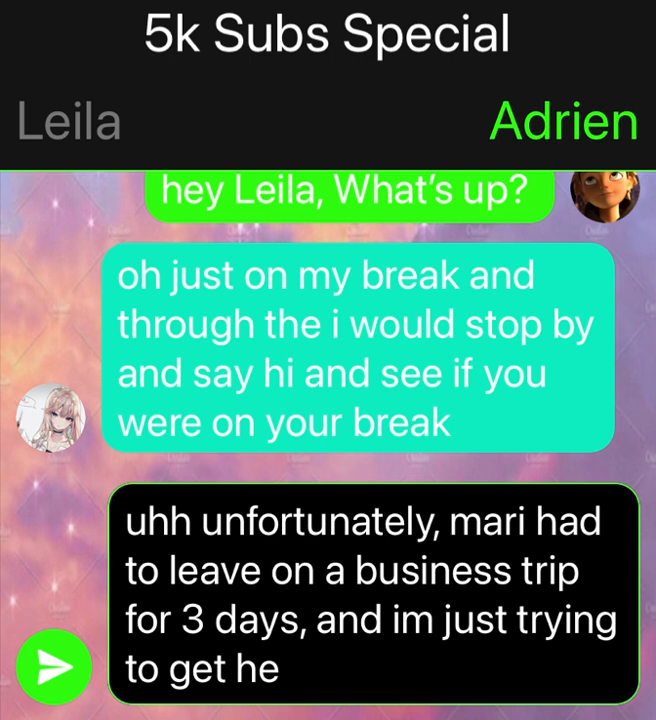 5k Subs Special
Leila
Adrien
hey Leila, What's up?
oh just on my break and
through the i would stop by
and say hi and see if you
were on your break
uhh unfortunately, mari had
to leave on a business trip
for 3 days, and im just trying
to get he